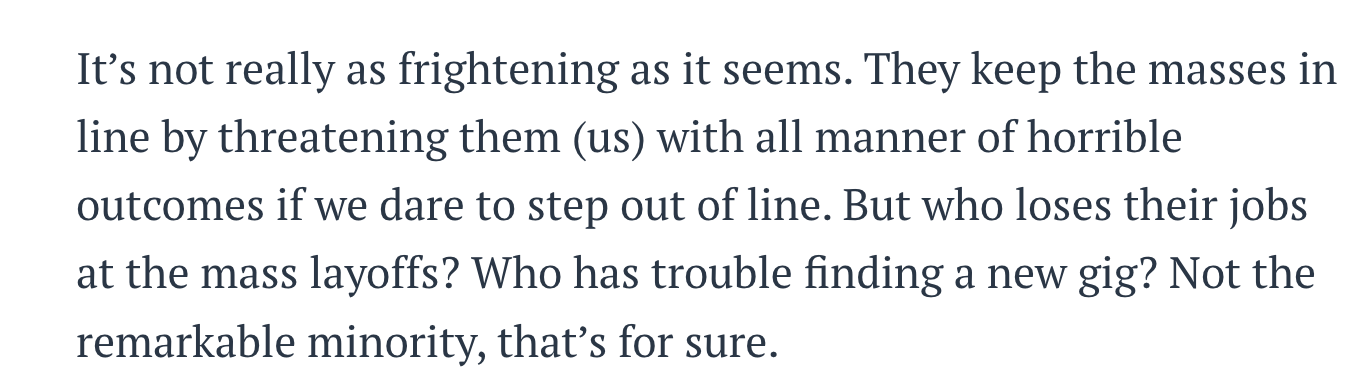 It’s not really as frightening as it seems. They keep the masses in
line by threatening them (us) with all manner of horrible
outcomes if we dare to step out of line. But who loses their jobs
at the mass layoffs? Who has trouble finding a new gig? Not the
remarkable minority, that’s for sure.